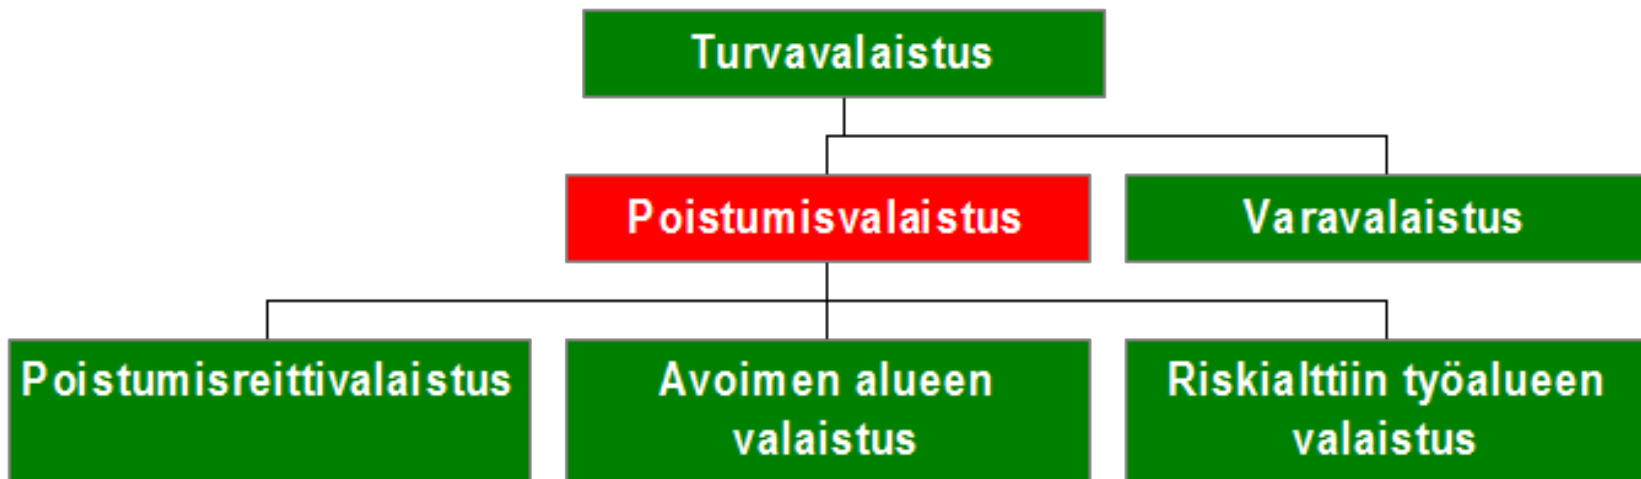 Turvavalaistus
Poistumisvalaistus
Varavalaistus
Poistumisreittivalaistus
Avoimen alueen
valaistus
Riskialttiin työalueen
valaistus